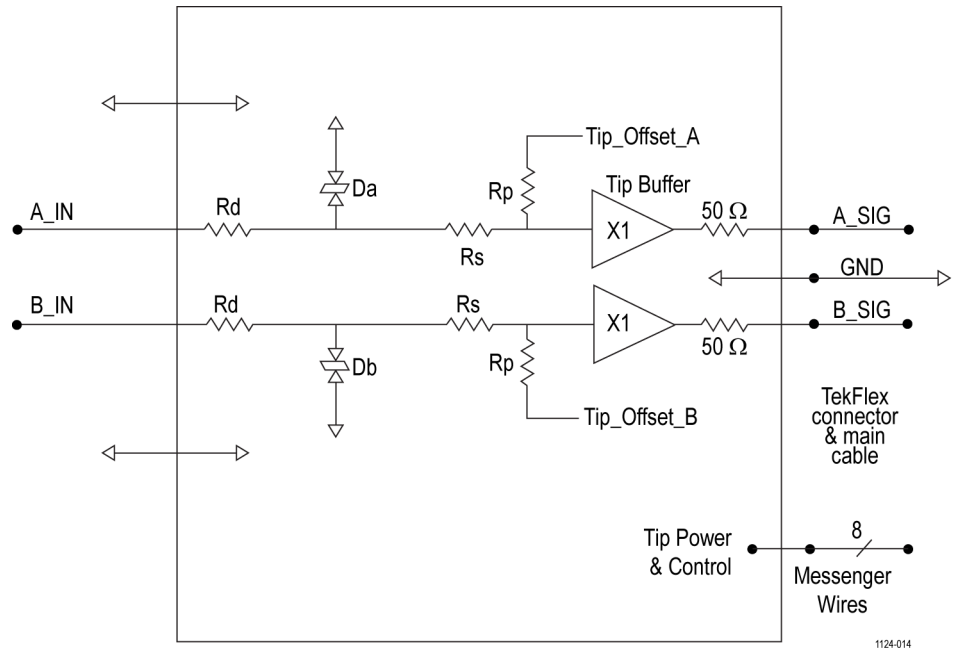 Tip_Offset_A
Da
Rp
Tip Buffer
A_IN
Rd
50 Ω
A_SIG
X1
Rs
GND
B_IN
Rd
Rs
B_SIG
X1
50 Ω
Db
Rp
Tip_Offset_B
TekFlex
connector
& main
cable
8
Tip Power
& Control
Messenger
Wires
1124-014